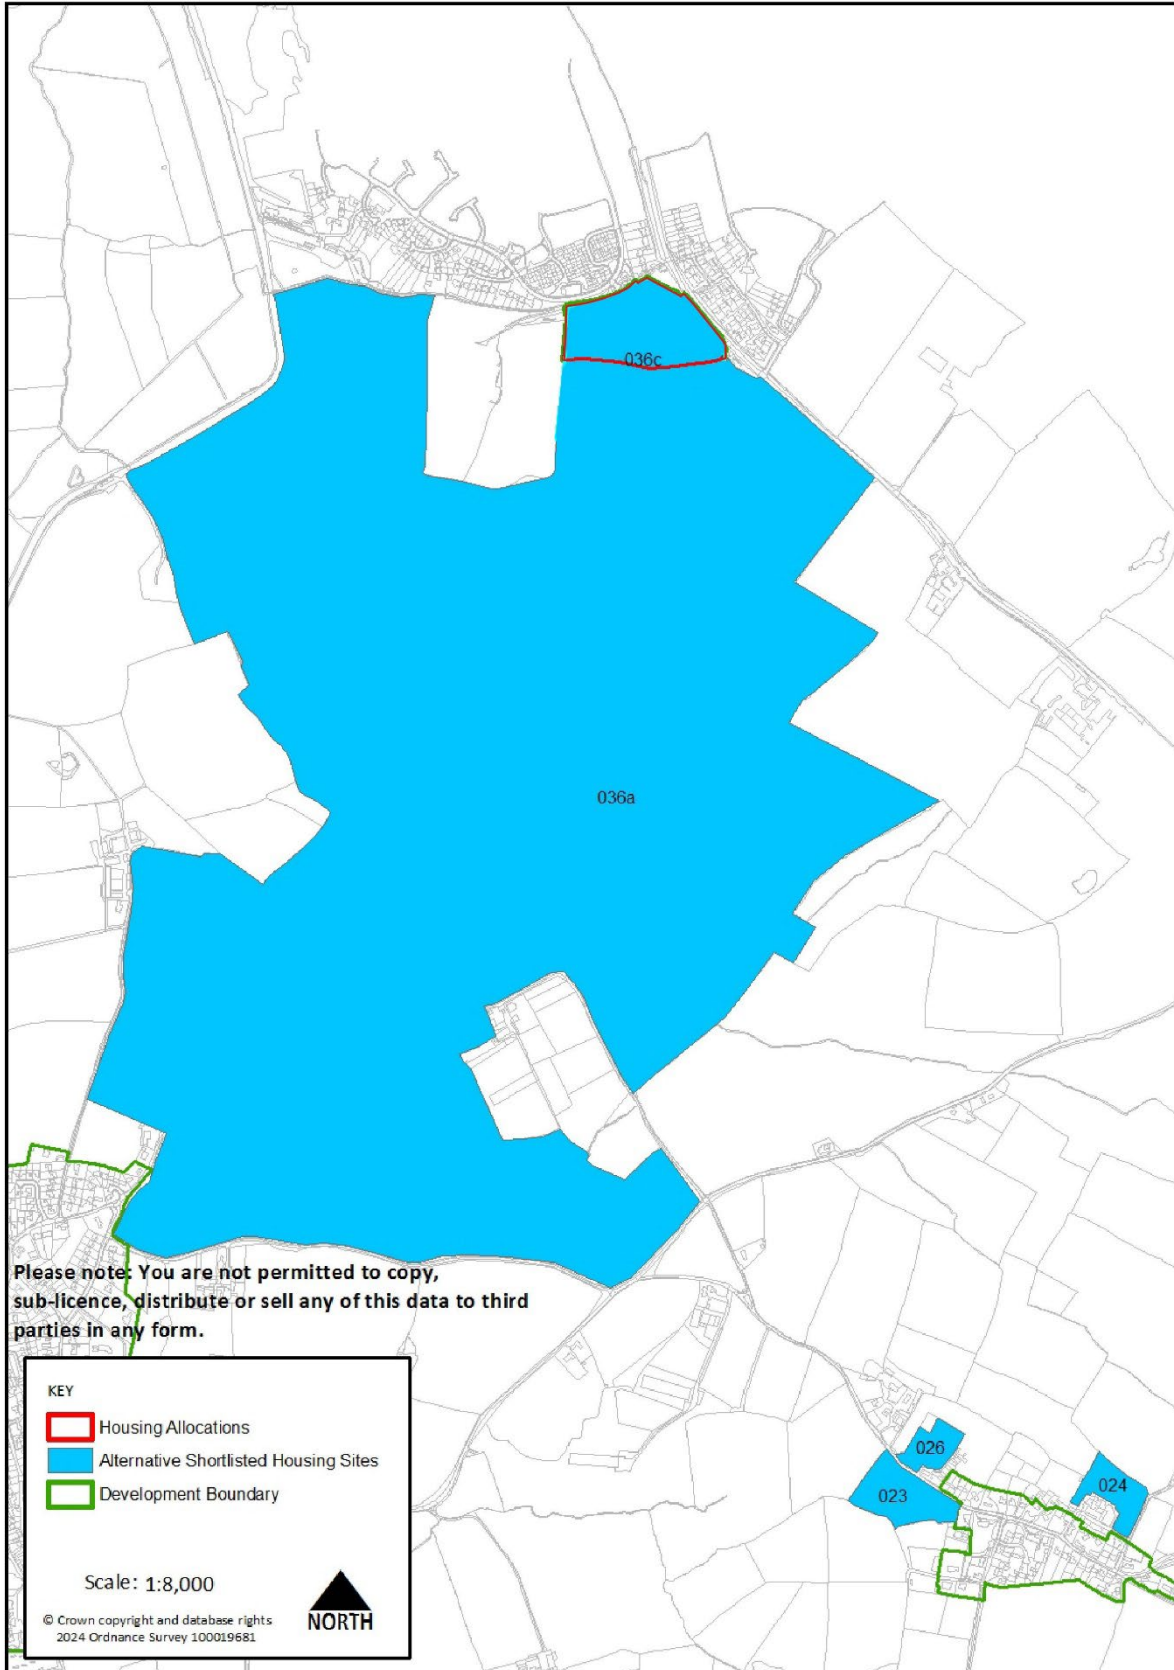 036c
036a
Please note: You are not permitted to copy,
sub-licence, distribute or sell any of this data to third
parties in any form.
KEY
Housing Allocations
Alternative Shortlisted Housing Sites
Development Boundary
Scale: 1:8,000
© Crown copyright and database rights
2024 Ordnance Survey 100019681
NORTH
026
023
024